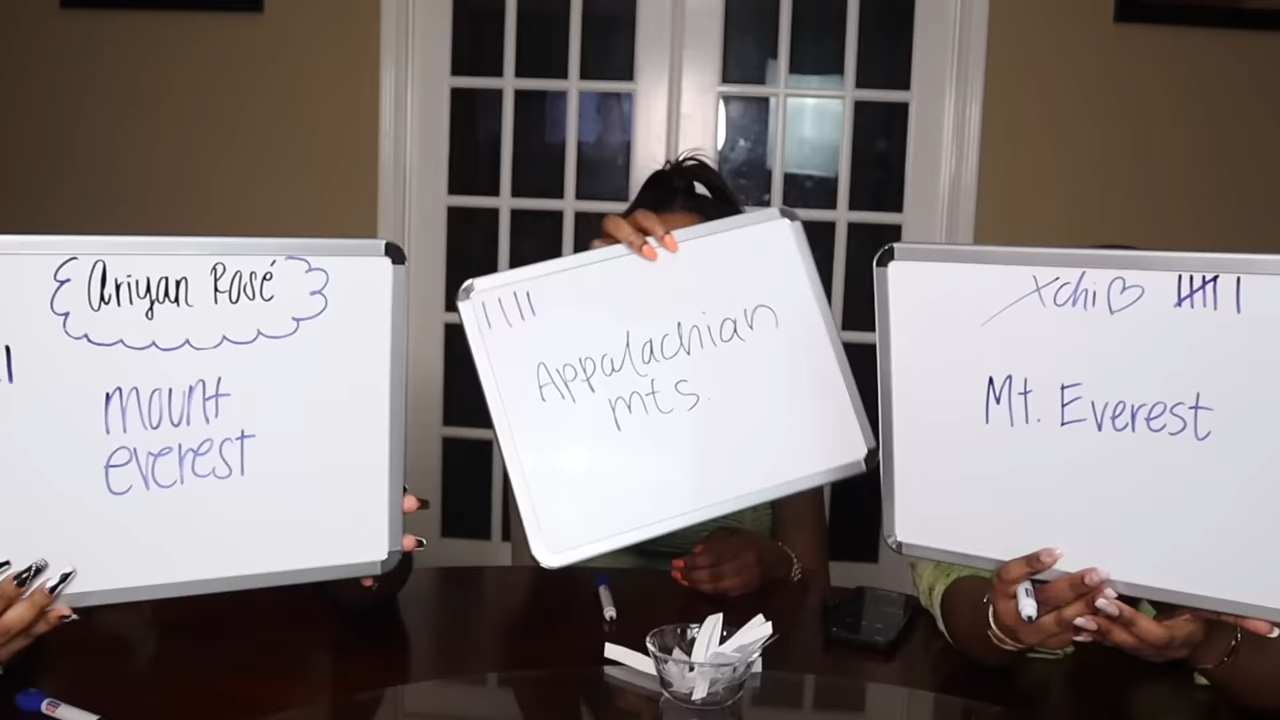 Ariyan Rosé
mount
everest
Appalachian
mts.
xchi♡
Mt. Everest